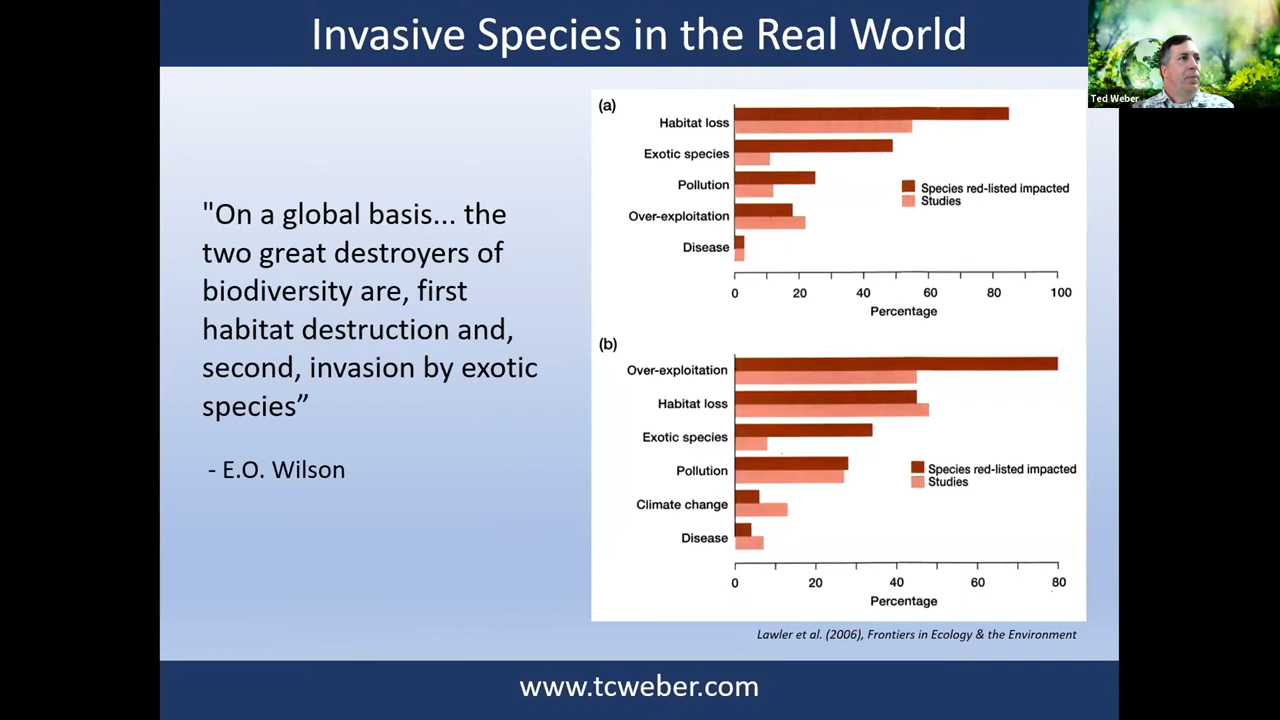 Invasive Species in the Real World
Ted Weber
"On a global basis... the
two great destroyers of
biodiversity are, first
habitat destruction and,
second, invasion by exotic
species”
- E.O. Wilson
(a)
Habitat loss
Exotic species
Pollution
Over-exploitation
Disease
Species red-listed impacted
Studies
0 20 40 60 80 100
Percentage
(b)
Over-exploitation
Habitat loss
Exotic species
Pollution
Climate change
Disease
Species red-listed impacted
Studies
0 20 40 60 80
Percentage
Lawler et al. (2006), Frontiers in Ecology & the Environment
www.tcweber.com